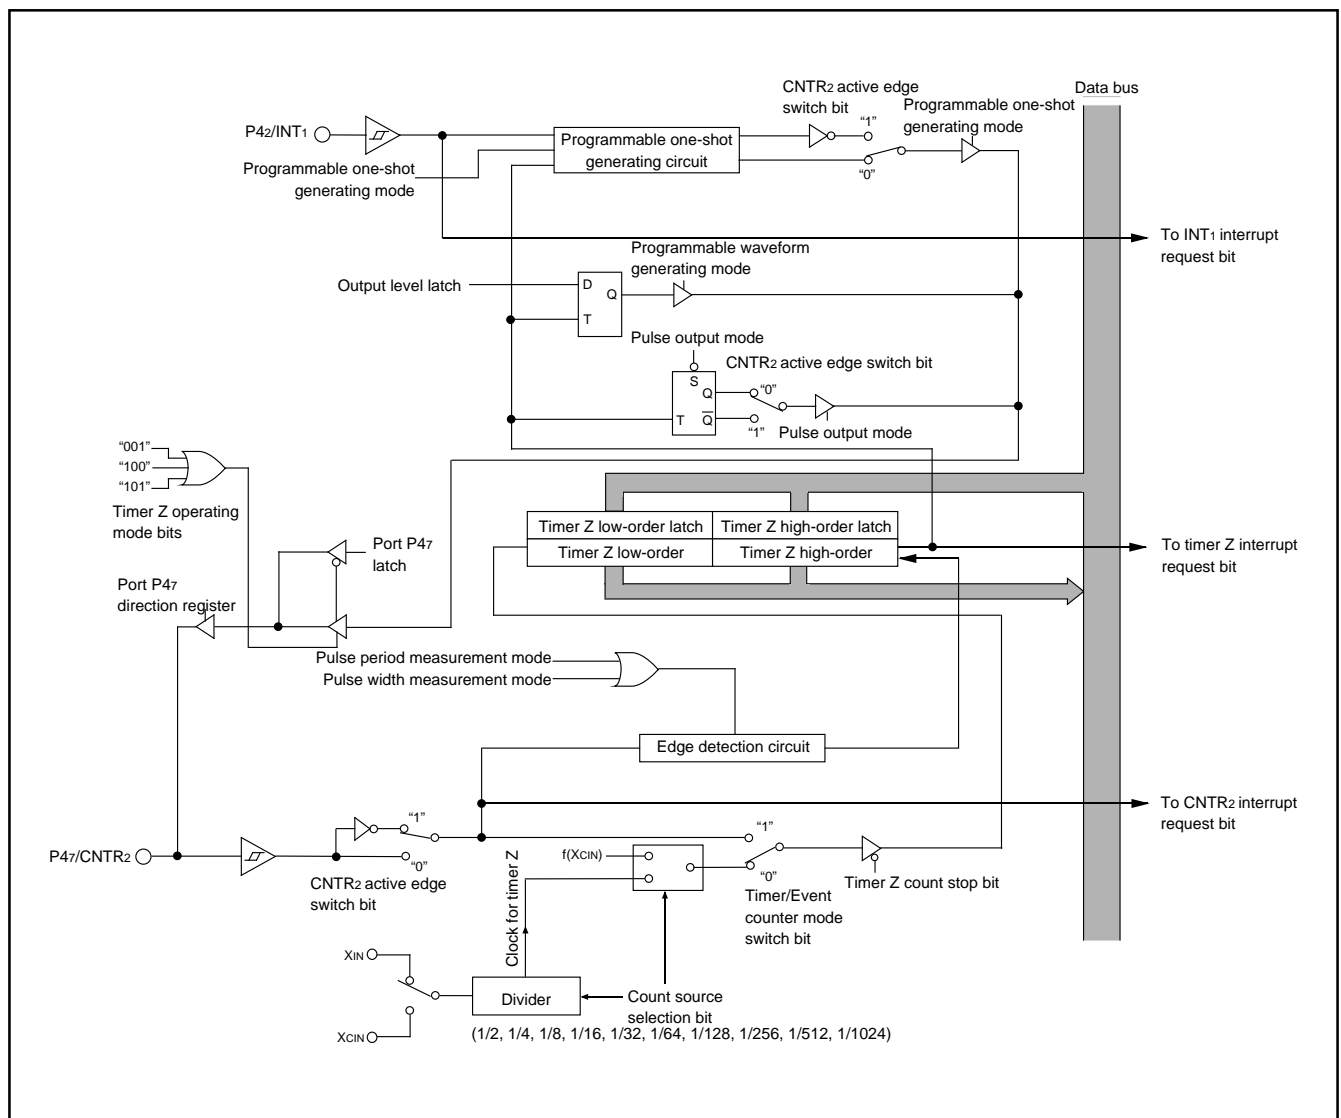 Data bus
CNTR2 active edge
switch bit
Programmable one-shot
generating mode
P42/INT1
"1"
Programmable one-shot
generating circuit
Programmable one-shot
generating mode
"0"
To INT1 interrupt
request bit
Programmable waveform
generating mode
Output level latch
D
Q
T
Pulse output mode
CNTR2 active edge switch bit
S
Q
"0"
T
Q
"1"
Pulse output mode
"001"
"100"
"101"
Timer Z operating
mode bits
Timer Z low-order latch
Timer Z high-order latch
Timer Z low-order
Timer Z high-order
To timer Z interrupt
request bit
Port P47
latch
Port P47
direction register
Pulse period measurement mode
Pulse width measurement mode
Edge detection circuit
To CNTR2 interrupt
request bit
P47/CNTR2
"1"
"0"
CNTR2 active edge
switch bit
"1"
f(XCIN)
"0"
Timer Z count stop bit
Timer/Event
counter mode
switch bit
Clock for timer Z
XIN
Divider
Count source
selection bit
XCIN
(1/2, 1/4, 1/8, 1/16, 1/32, 1/64, 1/128, 1/256, 1/512, 1/1024)